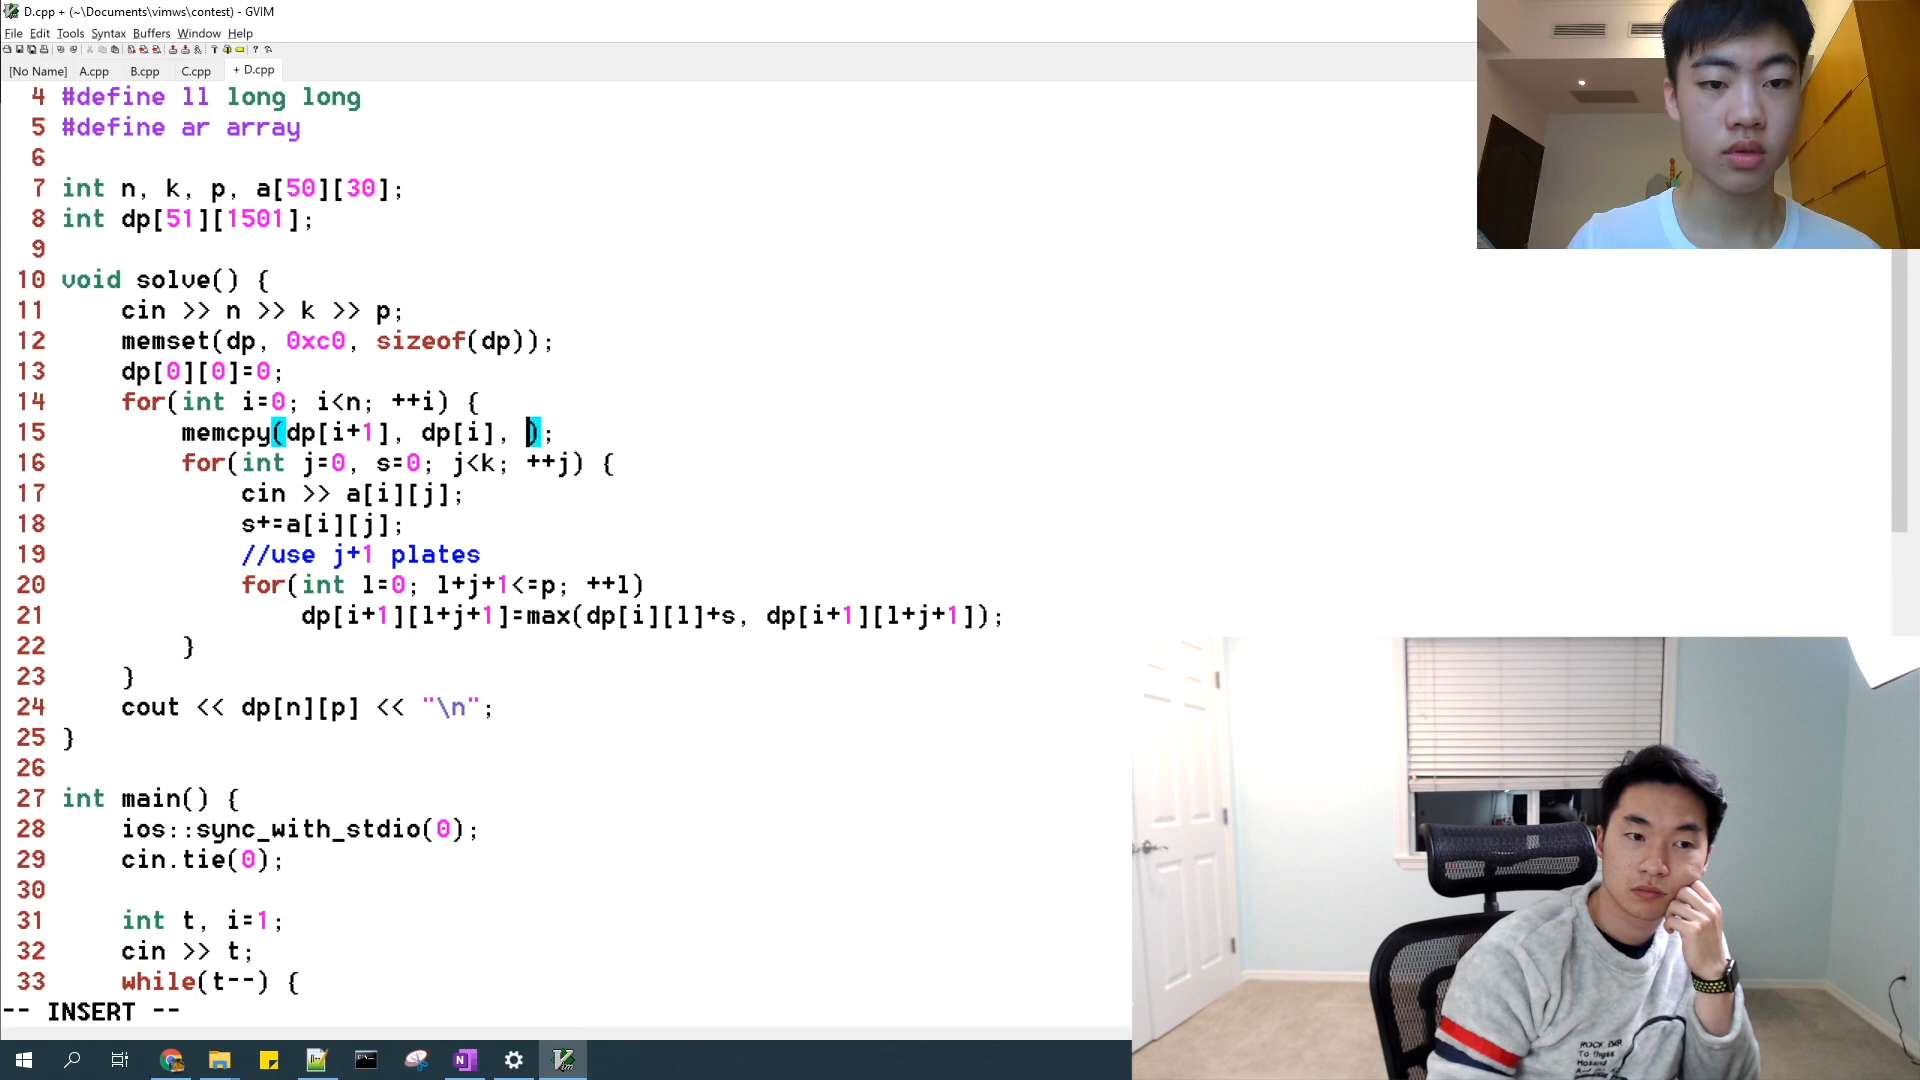 D.cpp + (~\Documents\vimws\contest) - GVIM
File Edit Tools Syntax Buffers Window Help
[No Name] A.cpp B.cpp C.cpp + D.cpp
4 #define ll long long
5 #define ar array
6
7 int n, k, p, a[50][30];
8 int dp[51][1501];
9
10 void solve() {
11 cin >> n >> k >> p;
12 memset(dp, 0xc0, sizeof(dp));
13 dp[0][0]=0;
14 for(int i=0; i<n; ++i) {
15 memcpy(dp[i+1], dp[i], );
16 for(int j=0, s=0; j<k; ++j) {
17 cin >> a[i][j];
18 s+=a[i][j];
19 //use j+1 plates
20 for(int l=0; l+j+1<=p; ++l)
21 dp[i+1][l+j+1]=max(dp[i][l]+s, dp[i+1][l+j+1]);
22 }
23 }
24 cout << dp[n][p] << "\n";
25 }
26
27 int main() {
28 ios::sync_with_stdio(0);
29 cin.tie(0);
30
31 int t, i=1;
32 cin >> t;
33 while(t--) {
-- INSERT --
ROCK EVER
To thyss